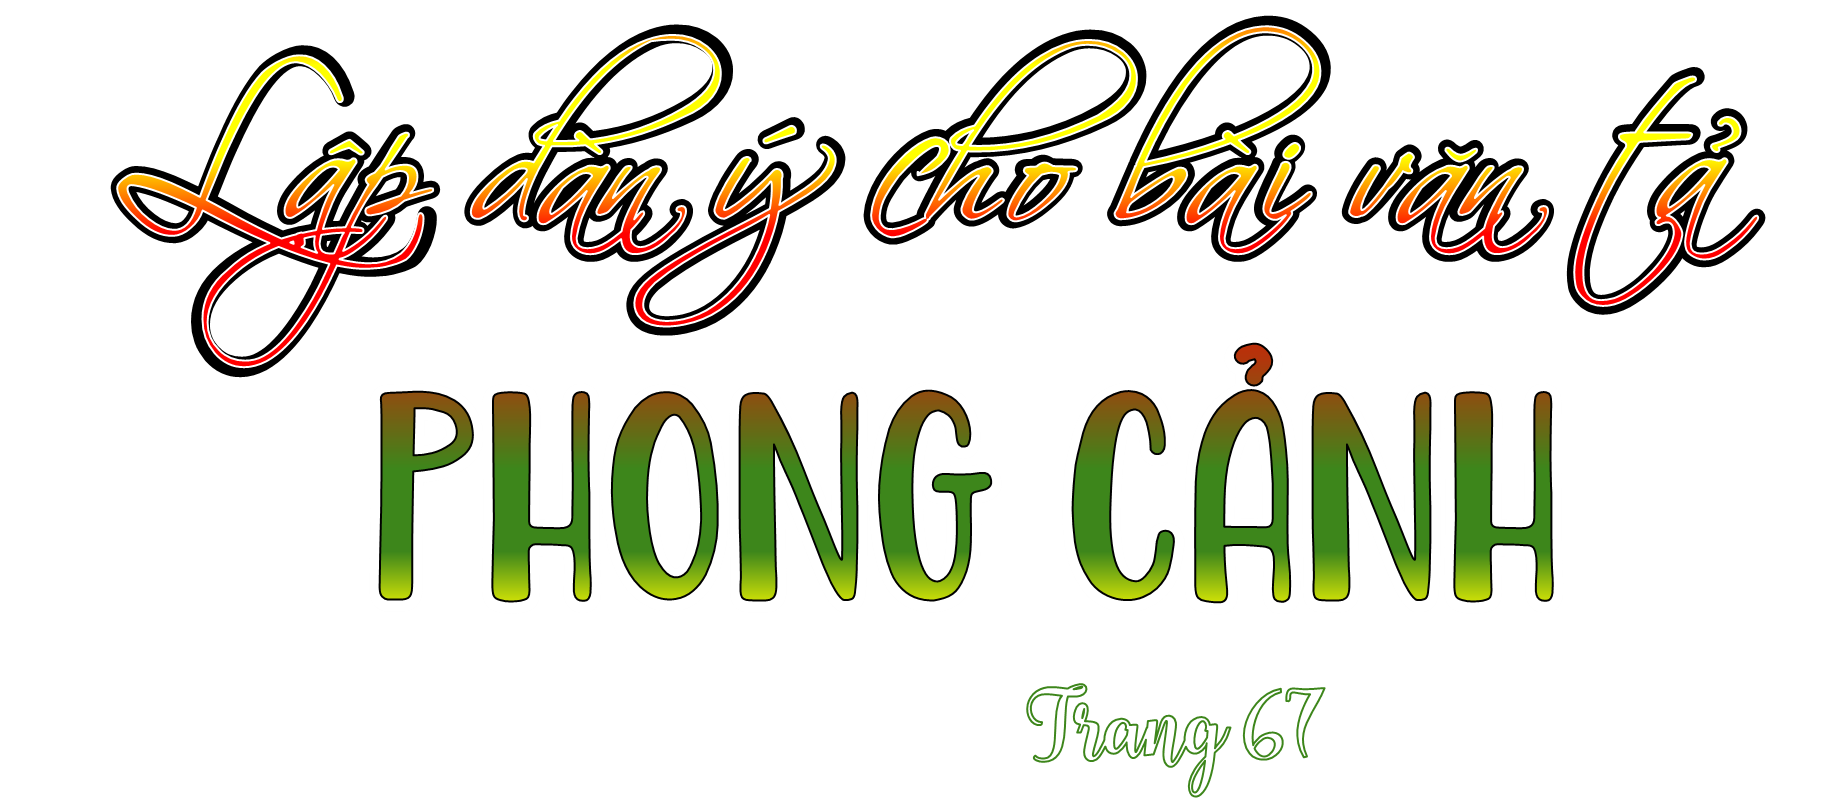 Lập dàn ý cho bài văn tả
PHONG CẢNH
Trang 67